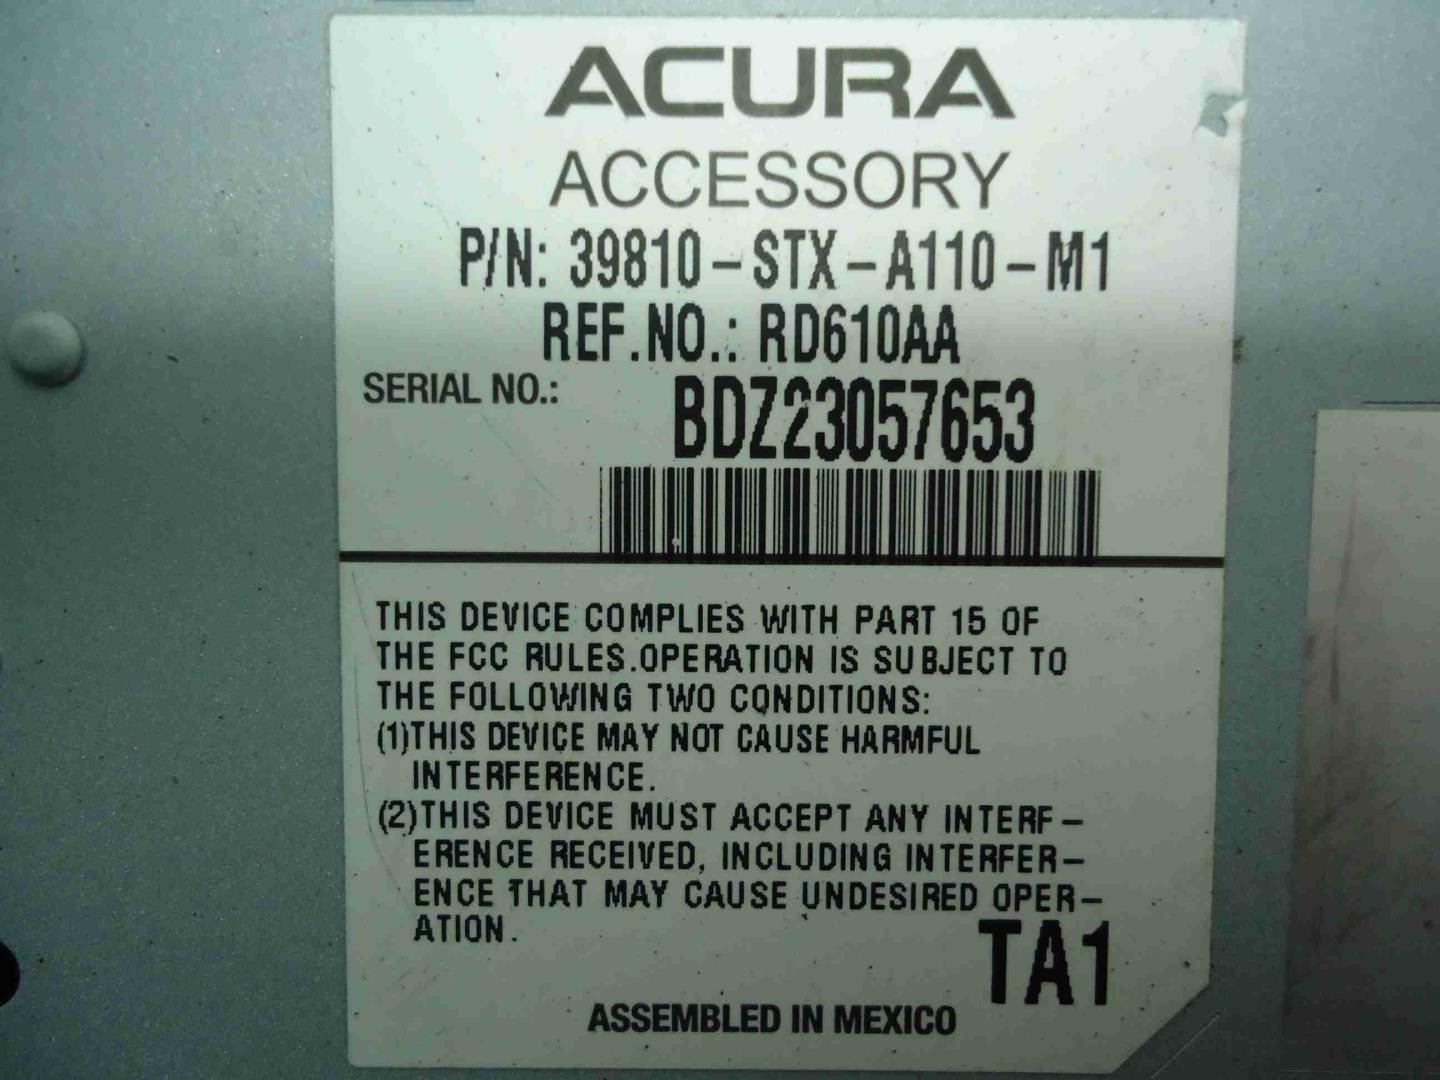 ACURA
ACCESSORY
P/N: 39810-STX-A110-M1
REF.NO.: RD610AA
SERIAL NO.: BDZ23057653
THIS DEVICE COMPLIES WITH PART 15 OF
THE FCC RULES.OPERATION IS SUBJECT TO
THE FOLLOWING TWO CONDITIONS:
(1)THIS DEVICE MAY NOT CAUSE HARMFUL
INTERFERENCE.
(2)THIS DEVICE MUST ACCEPT ANY INTERF-
ERENCE RECEIVED, INCLUDING INTERFER-
ENCE THAT MAY CAUSE UNDESIRED OPER-
ATION.
TA1
ASSEMBLED IN MEXICO